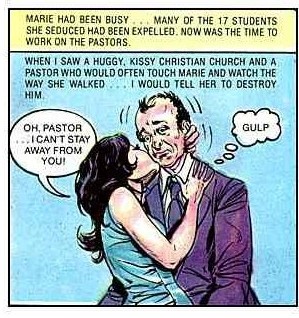 MARIE HAD BEEN BUSY . . . MANY OF THE 17 STUDENTS
SHE SEDUCED HAD BEEN EXPELLED. NOW WAS THE TIME TO
WORK ON THE PASTORS.
WHEN I SAW A HUGGY, KISSY CHRISTIAN CHURCH AND A
PASTOR WHO WOULD OFTEN TOUCH MARIE AND WATCH THE
WAY SHE WALKED . . . I WOULD TELL HER TO DESTROY
HIM.
OH, PASTOR
. . . I CAN'T STAY
AWAY FROM
YOU!
GULP